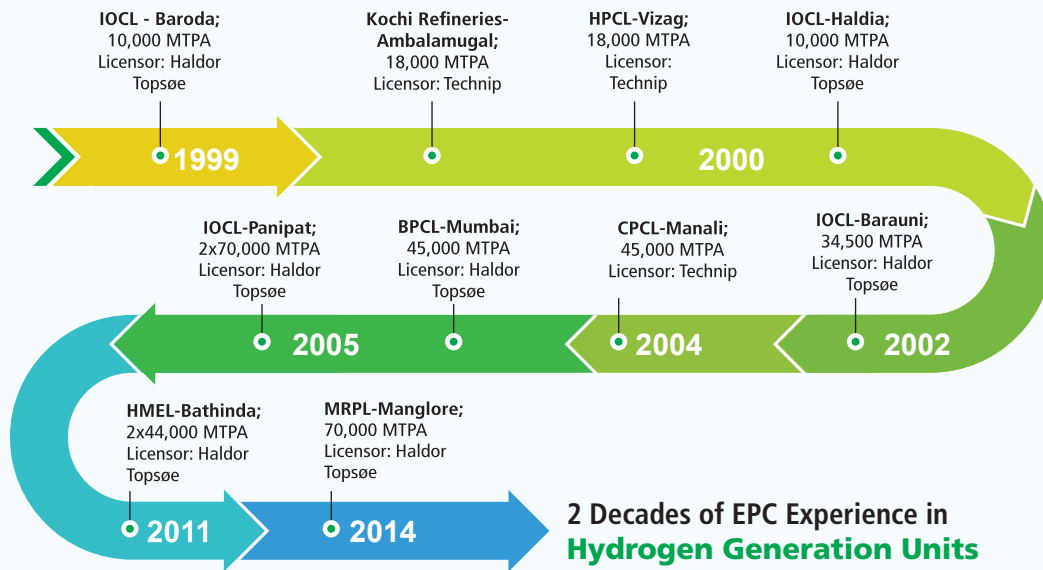 IOCL - Baroda;
10,000 MTPA
Licensor: Haldor
Topsøe
Kochi Refineries-
Ambalamugal;
18,000 MTPA
Licensor: Technip
HPCL-Vizag;
18,000 MTPA
Licensor:
Technip
IOCL-Haldia;
10,000 MTPA
Licensor: Haldor
Topsøe
1999
2000
IOCL-Panipat;
2x70,000 MTPA
Licensor: Haldor
Topsøe
BPCL-Mumbai;
45,000 MTPA
Licensor: Haldor
Topsøe
CPCL-Manali;
45,000 MTPA
Licensor: Technip
IOCL-Barauni;
34,500 MTPA
Licensor: Haldor
Topsøe
2005
2004
2002
HMEL-Bathinda;
2x44,000 MTPA
Licensor: Haldor
Topsøe
MRPL-Manglore;
70,000 MTPA
Licensor: Haldor
Topsøe
2011
2014
2 Decades of EPC Experience in
Hydrogen Generation Units